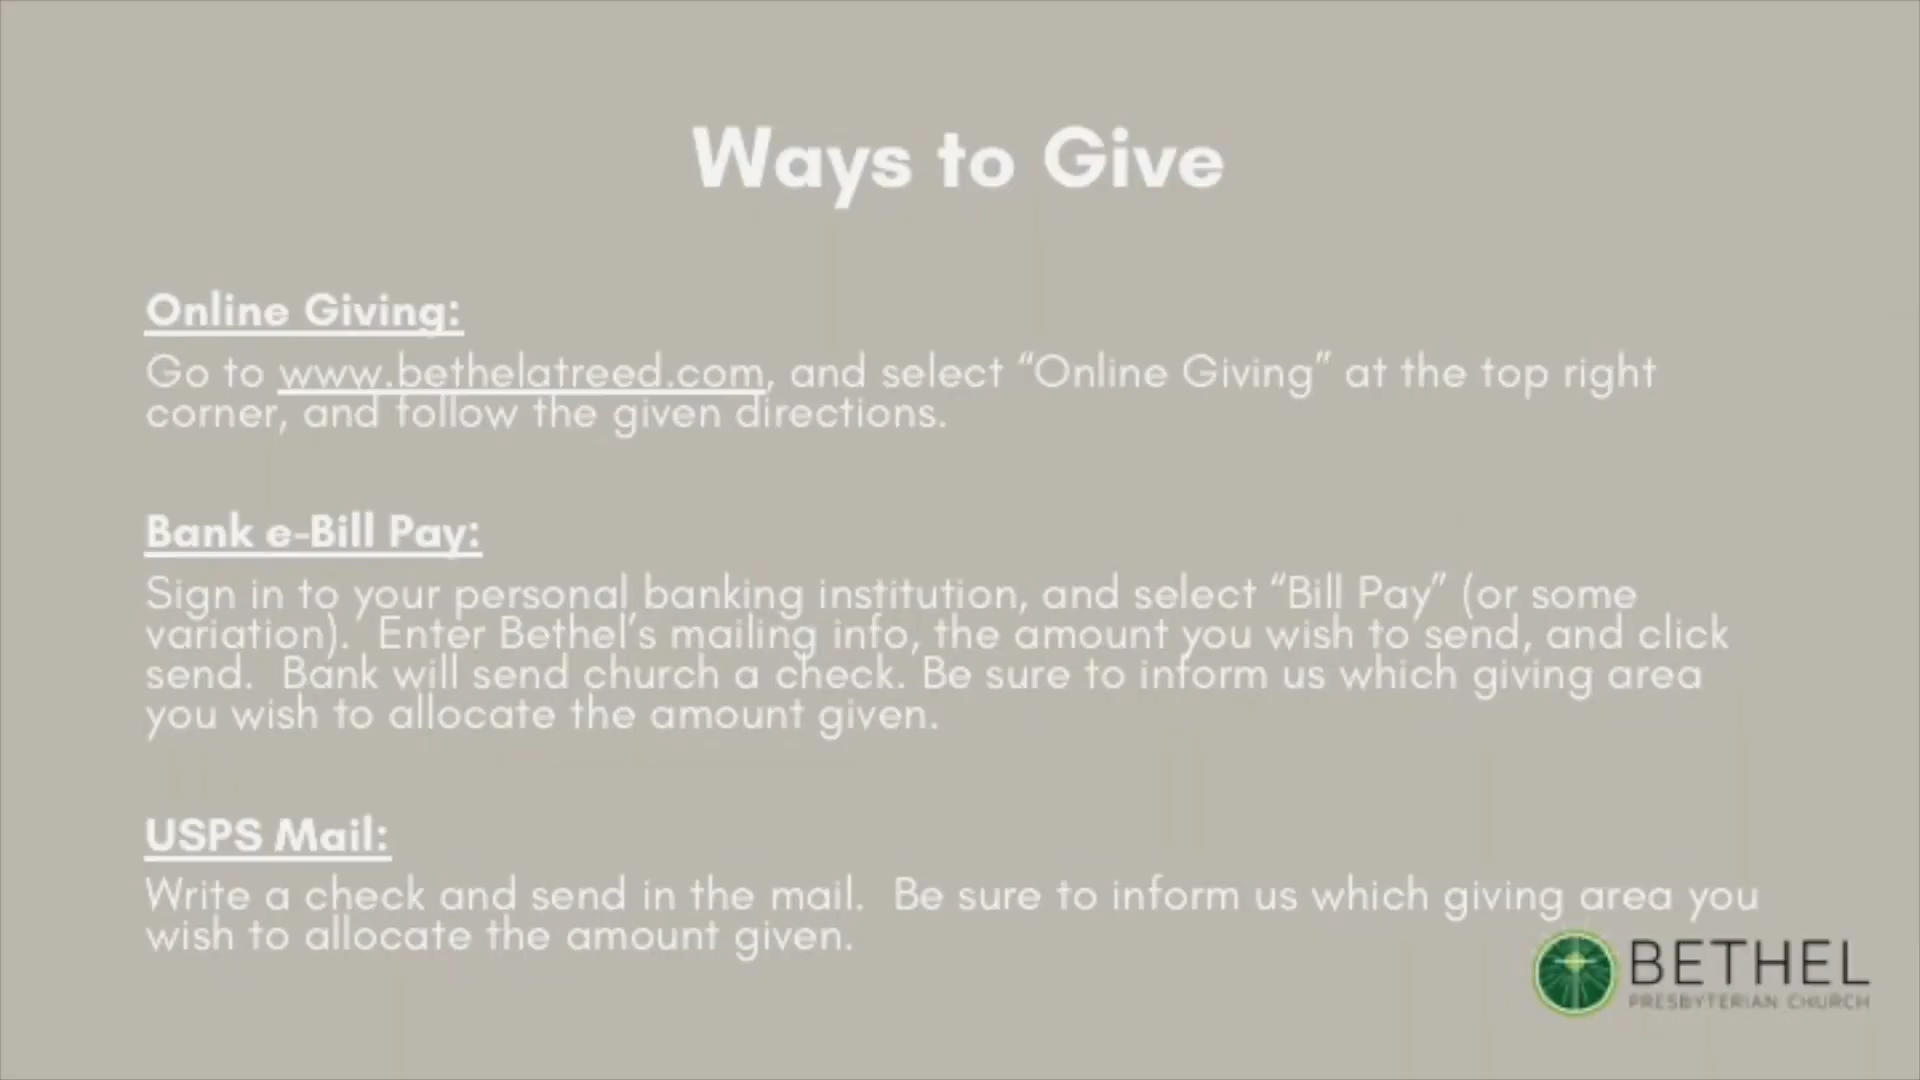 Ways to Give
Online Giving:
Go to www.bethelatreed.com, and select “Online Giving” at the top right
corner, and follow the given directions.
Bank e-Bill Pay:
Sign in to your personal banking institution, and select “Bill Pay” (or some
variation).  Enter Bethel’s mailing info, the amount you wish to send, and click
send.  Bank will send church a check. Be sure to inform us which giving area
you wish to allocate the amount given.
USPS Mail:
Write a check and send in the mail.  Be sure to inform us which giving area you
wish to allocate the amount given.
BETHEL
PRESBYTERIAN CHURCH